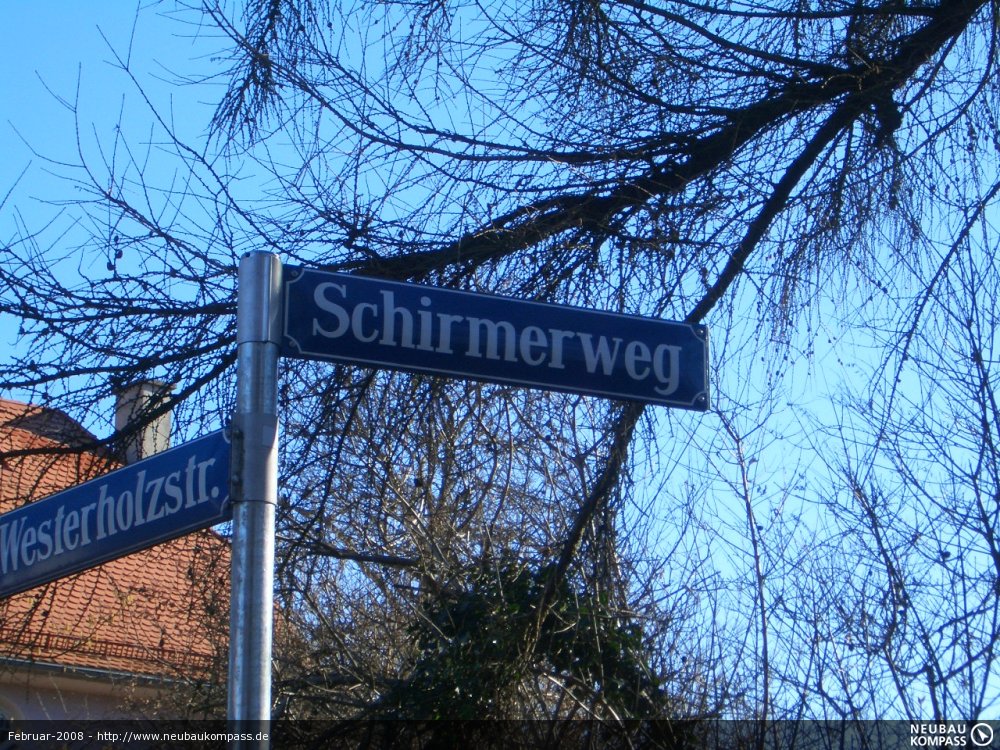 Schirmerweg
Westerholzstr.
Februar-2008 - http://www.neubaukompass.de
NEUBAU
KOMPASS